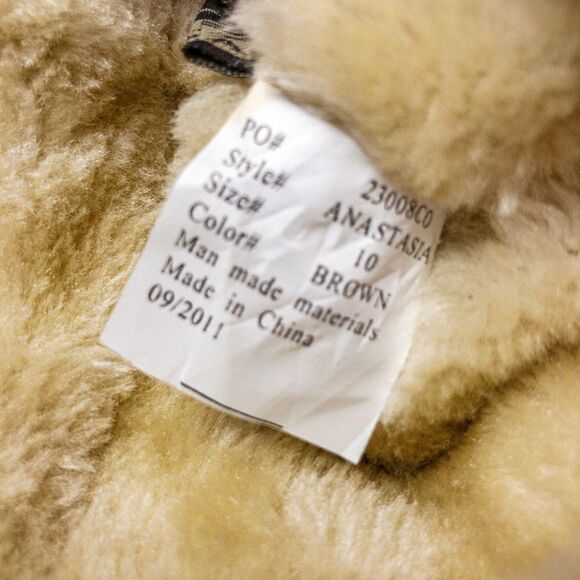 PO# 23008C0
Style# ANASTASIA
Size# 10
Color# BROWN
Man made materials
Made in China
09/2011